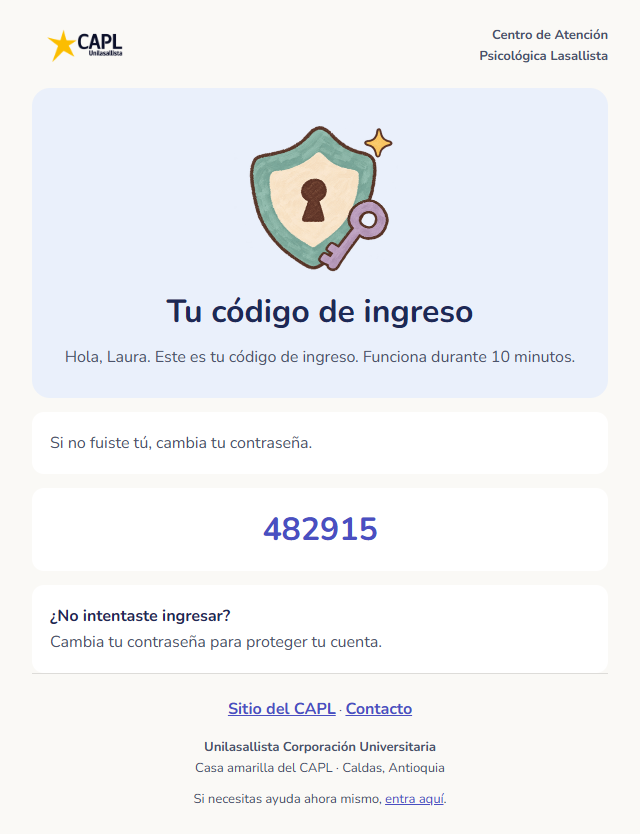 CAPL
Unilasallista
Centro de Atención
Psicológica Lasallista
Tu código de ingreso
Hola, Laura. Este es tu código de ingreso. Funciona durante 10 minutos.
Si no fuiste tú, cambia tu contraseña.
482915
¿No intentaste ingresar?
Cambia tu contraseña para proteger tu cuenta.
Sitio del CAPL · Contacto
Unilasallista Corporación Universitaria
Casa amarilla del CAPL · Caldas, Antioquia
Si necesitas ayuda ahora mismo, entra aquí.